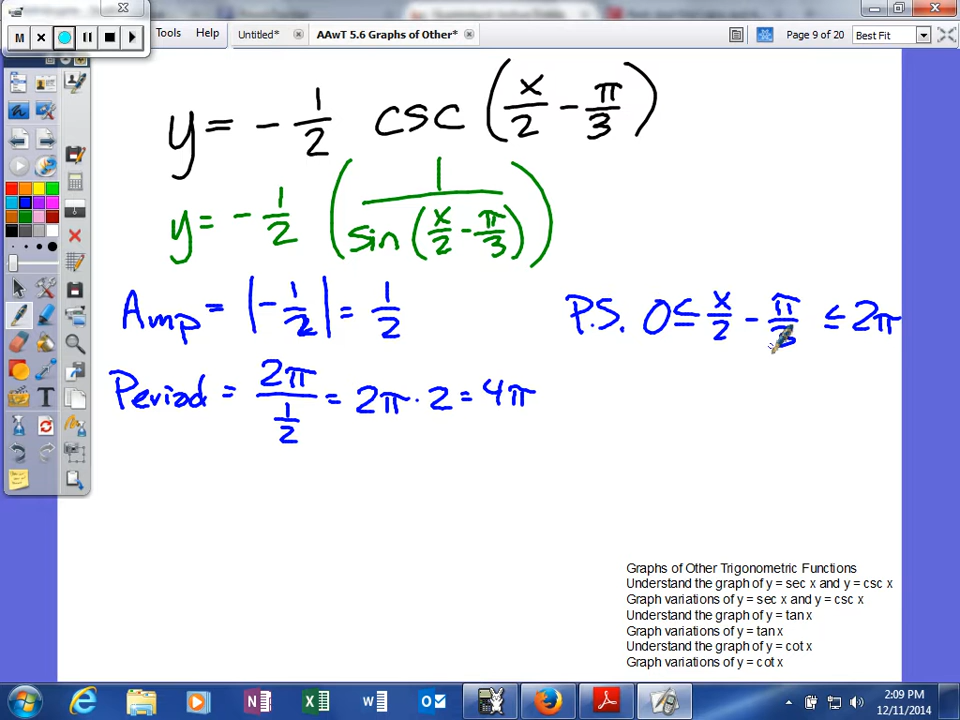 M
Tools Help Untitled* AAwT 5.6 Graphs of Other* Page 9 of 20 Best Fit
y = - 1/2 csc (x/2 - π/3)
y = - 1/2 (1/sin(x/2 - π/3))
Amp = |-1/2| = 1/2
P.S. 0 ≤ x/2 - π/3 ≤ 2π
Period = 2π/(1/2) = 2π · 2 = 4π
Graphs of Other Trigonometric Functions
Understand the graph of y = sec x and y = csc x
Graph variations of y = sec x and y = csc x
Understand the graph of y = tan x
Graph variations of y = tan x
Understand the graph of y = cot x
Graph variations of y = cot x
2:09 PM
12/11/2014